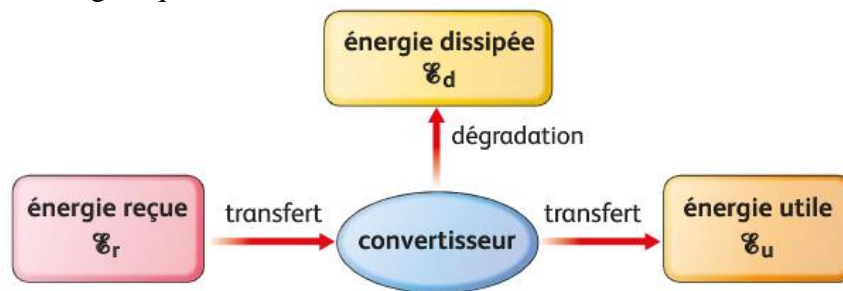 énergie dissipée
ℰd
dégradation
énergie reçue
ℰr
transfert
convertisseur
transfert
énergie utile
ℰu